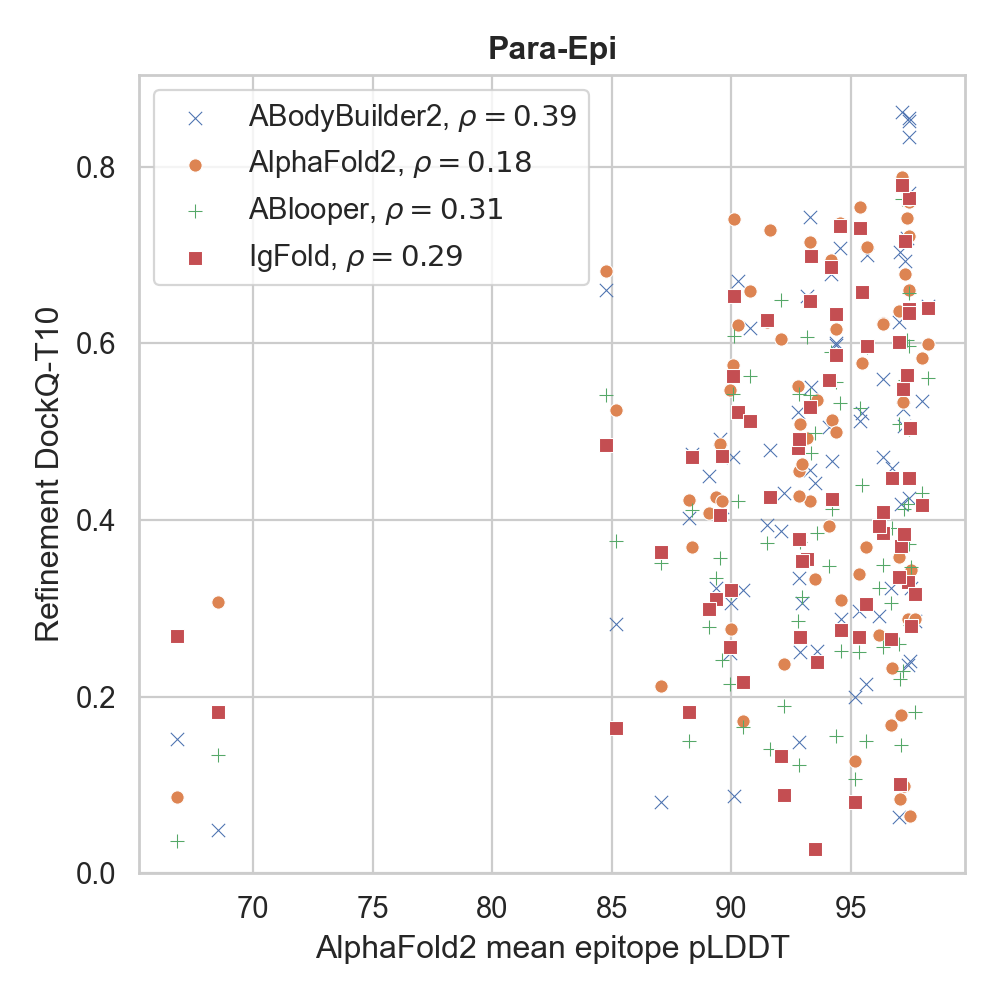 Para-Epi
ABodyBuilder2, ρ = 0.39
AlphaFold2, ρ = 0.18
ABlooper, ρ = 0.31
IgFold, ρ = 0.29
Refinement DockQ-T10
0.8
0.6
0.4
0.2
0.0
70 75 80 85 90 95
AlphaFold2 mean epitope pLDDT